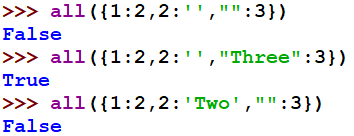 >>> all({1:2,2:'',"":3})
False
>>> all({1:2,2:'',"Three":3})
True
>>> all({1:2,2:'Two',"":3})
False